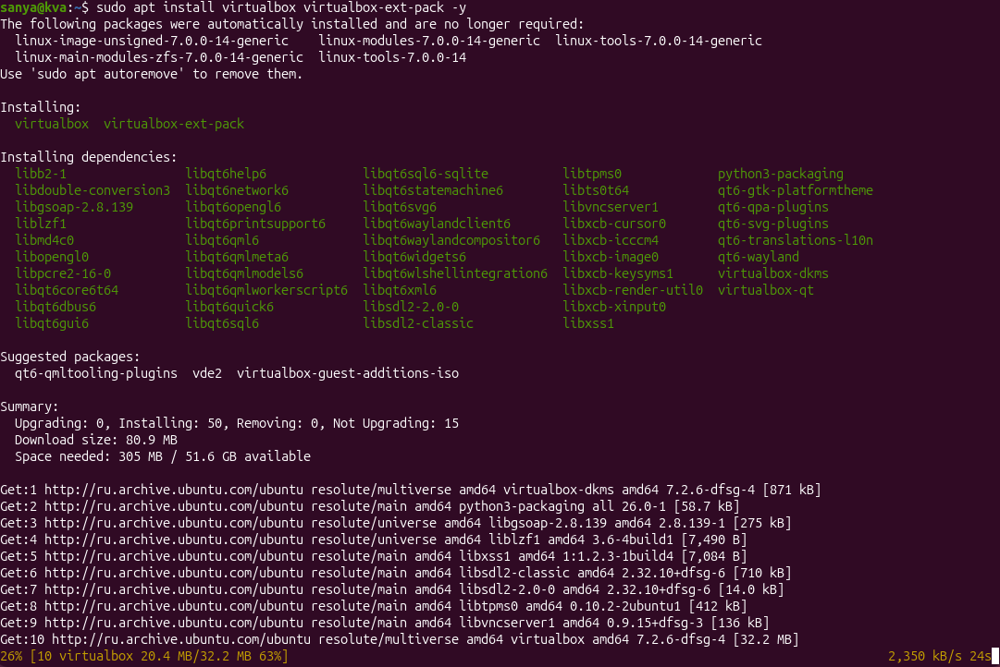 sanya@kva:~$ sudo apt install virtualbox virtualbox-ext-pack -y
The following packages were automatically installed and are no longer required:
  linux-image-unsigned-7.0.0-14-generic    linux-modules-7.0.0-14-generic  linux-tools-7.0.0-14-generic
  linux-main-modules-zfs-7.0.0-14-generic  linux-tools-7.0.0-14
Use 'sudo apt autoremove' to remove them.

Installing:
  virtualbox  virtualbox-ext-pack

Installing dependencies:
  libb2-1                libqt6help6            libqt6sql6-sqlite          libtpms0            python3-packaging
  libdouble-conversion3  libqt6network6         libqt6statemachine6        libts0t64           qt6-gtk-platformtheme
  libgsoap-2.8.139       libqt6opengl6          libqt6svg6                 libvncserver1       qt6-qpa-plugins
  liblzf1                libqt6printsupport6    libqt6waylandclient6       libxcb-cursor0      qt6-svg-plugins
  libmd4c0               libqt6qml6             libqt6waylandcompositor6   libxcb-icccm4       qt6-translations-l10n
  libopengl0             libqt6qmlmeta6         libqt6widgets6             libxcb-image0       qt6-wayland
  libpcre2-16-0          libqt6qmlmodels6       libqt6wlshellintegration6  libxcb-keysyms1     virtualbox-dkms
  libqt6core6t64         libqt6qmlworkerscript6 libqt6xml6                 libxcb-render-util0 virtualbox-qt
  libqt6dbus6            libqt6quick6           libsdl2-2.0-0              libxcb-xinput0
  libqt6gui6             libqt6sql6             libsdl2-classic            libxss1

Suggested packages:
  qt6-qmltooling-plugins  vde2  virtualbox-guest-additions-iso

Summary:
  Upgrading: 0, Installing: 50, Removing: 0, Not Upgrading: 15
  Download size: 80.9 MB
  Space needed: 305 MB / 51.6 GB available

Get:1 http://ru.archive.ubuntu.com/ubuntu resolute/multiverse amd64 virtualbox-dkms amd64 7.2.6-dfsg-4 [871 kB]
Get:2 http://ru.archive.ubuntu.com/ubuntu resolute/main amd64 python3-packaging all 26.0-1 [58.7 kB]
Get:3 http://ru.archive.ubuntu.com/ubuntu resolute/universe amd64 libgsoap-2.8.139 amd64 2.8.139-1 [275 kB]
Get:4 http://ru.archive.ubuntu.com/ubuntu resolute/universe amd64 liblzf1 amd64 3.6-4build1 [7,490 B]
Get:5 http://ru.archive.ubuntu.com/ubuntu resolute/main amd64 libxss1 amd64 1:1.2.3-1build4 [7,084 B]
Get:6 http://ru.archive.ubuntu.com/ubuntu resolute/main amd64 libsdl2-classic amd64 2.32.10+dfsg-6 [710 kB]
Get:7 http://ru.archive.ubuntu.com/ubuntu resolute/main amd64 libsdl2-2.0-0 amd64 2.32.10+dfsg-6 [14.0 kB]
Get:8 http://ru.archive.ubuntu.com/ubuntu resolute/main amd64 libtpms0 amd64 0.10.2-2ubuntu1 [412 kB]
Get:9 http://ru.archive.ubuntu.com/ubuntu resolute/main amd64 libvncserver1 amd64 0.9.15+dfsg-3 [136 kB]
Get:10 http://ru.archive.ubuntu.com/ubuntu resolute/multiverse amd64 virtualbox amd64 7.2.6-dfsg-4 [32.2 MB]
26% [10 virtualbox 20.4 MB/32.2 MB 63%]                                                                 2,350 kB/s 24s